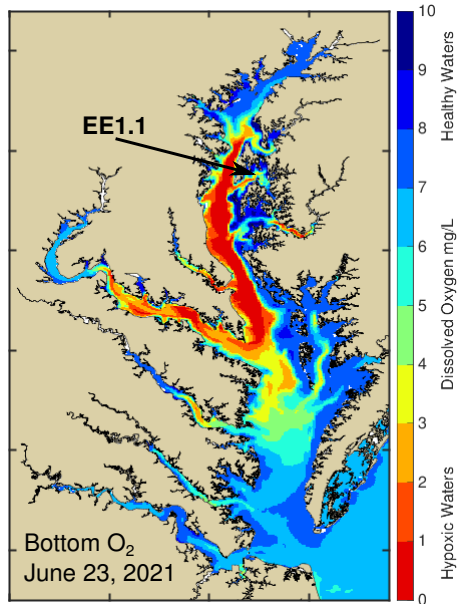 EE1.1
Bottom O₂
June 23, 2021
10
9
8
7
6
5
4
3
2
1
0
Healthy Waters
Dissolved Oxygen mg/L
Hypoxic Waters